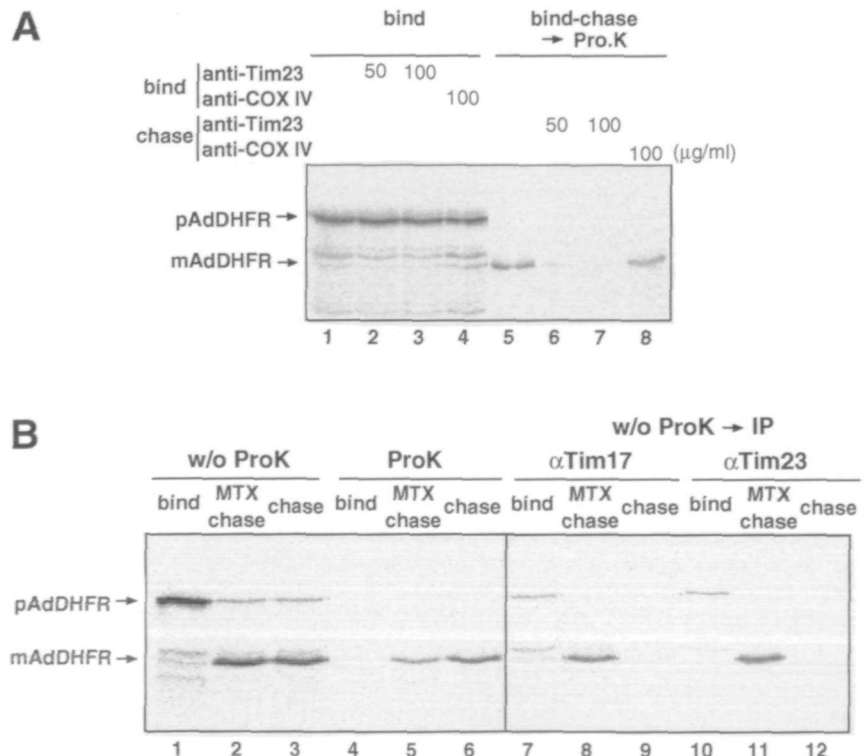 A
bind
bind-chase
→ Pro.K
bind
anti-Tim23 50 100
anti-COX IV 100
chase
anti-Tim23 50 100
anti-COX IV 100 (μg/ml)
pAdDHFR →
mAdDHFR →
1 2 3 4 5 6 7 8
B
w/o ProK → IP
w/o ProK ProK αTim17 αTim23
bind MTX chase chase bind MTX chase chase bind MTX chase chase bind MTX chase chase
pAdDHFR →
mAdDHFR →
1 2 3 4 5 6 7 8 9 10 11 12